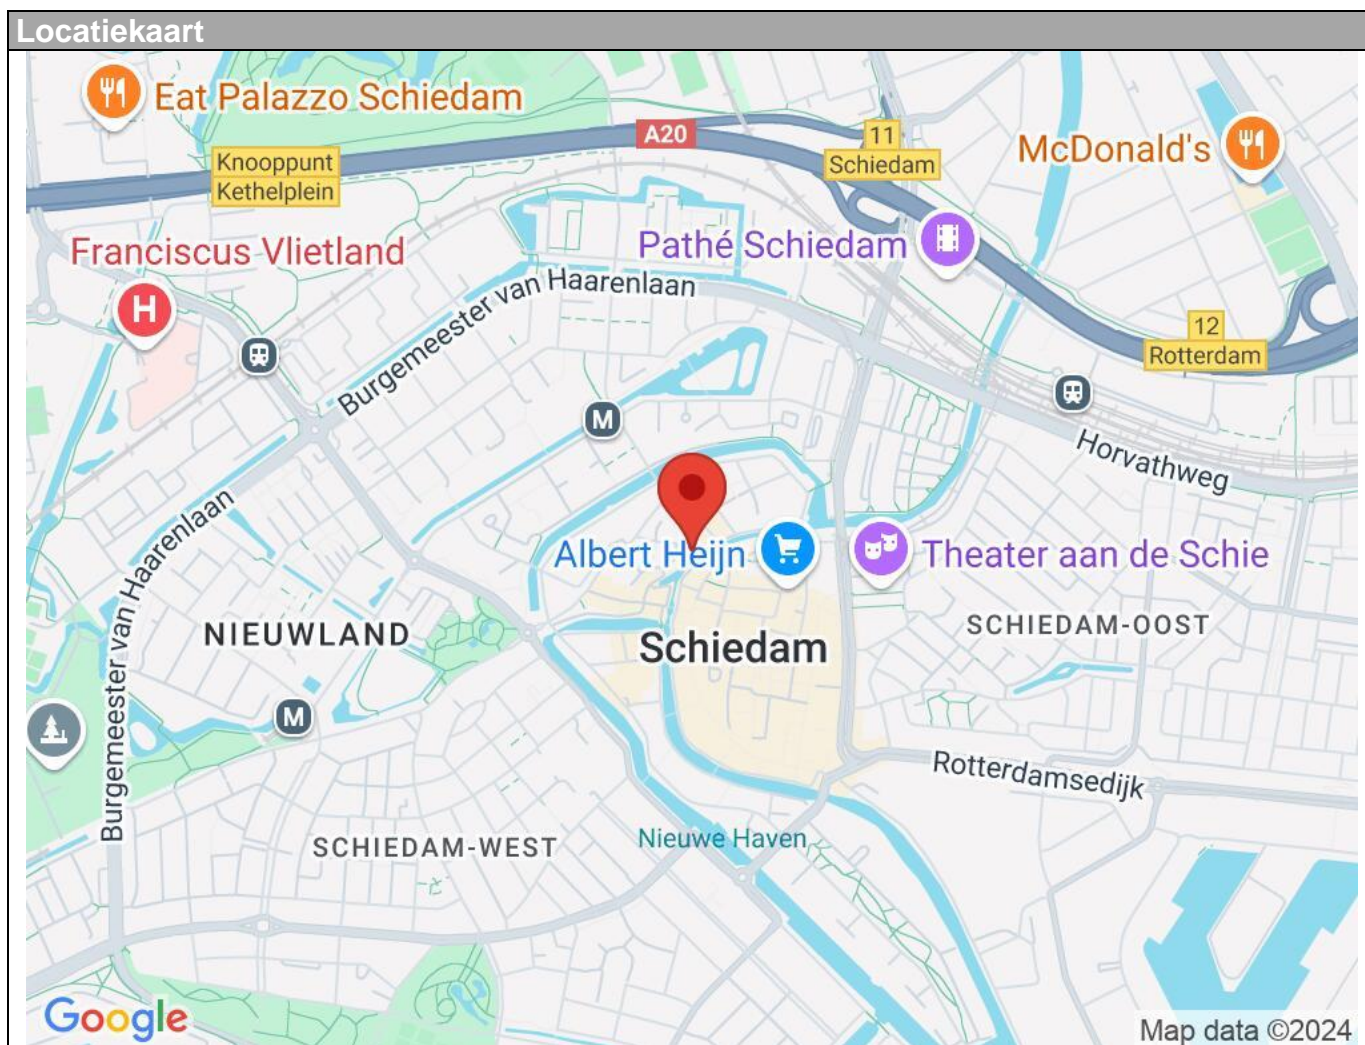 Locatiekaart
Eat Palazzo Schiedam
A20
11
Schiedam
McDonald's
Knooppunt
Kethelplein
Franciscus Vlietland
H
Pathé Schiedam
Burgemeester van Haarenlaan
12
Rotterdam
M
Horvathweg
Burgemeester van Haarenlaan
Albert Heijn
Theater aan de Schie
NIEUWLAND
Schiedam
SCHIEDAM-OOST
M
Rotterdamsedijk
SCHIEDAM-WEST
Nieuwe Haven
Google
Map data ©2024